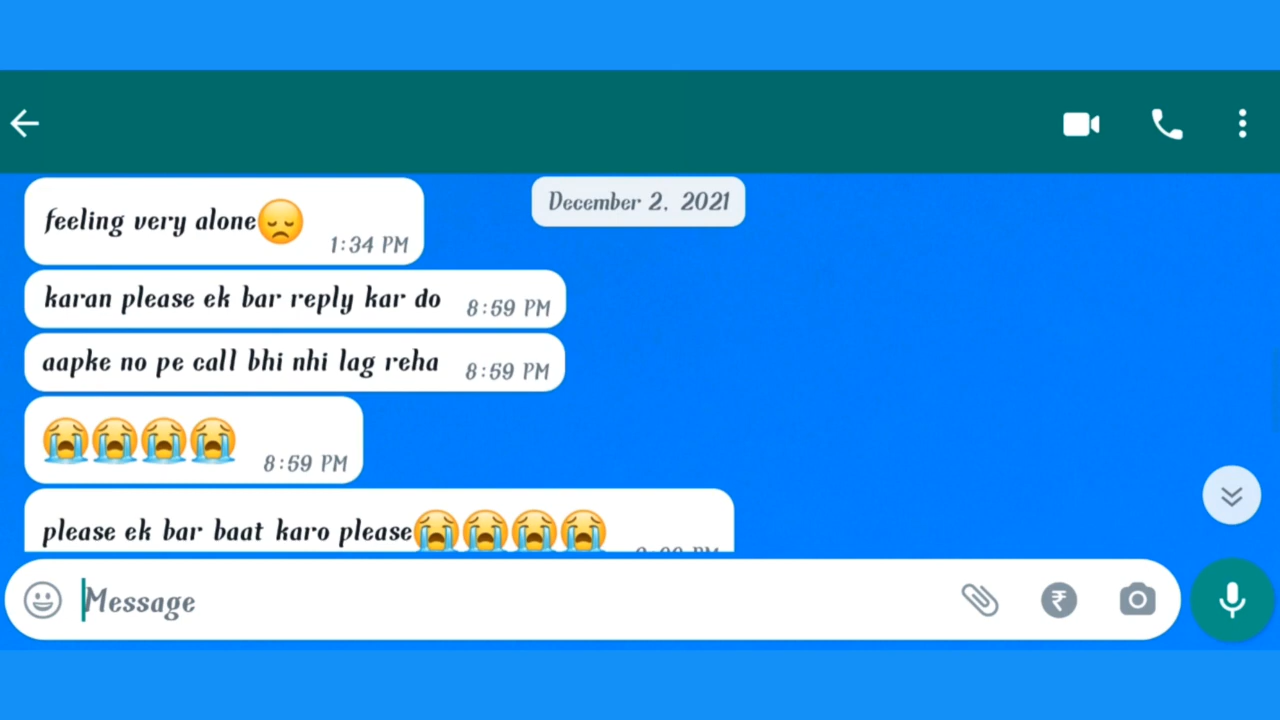 December 2, 2021
feeling very alone😞
1:34 PM
karan please ek bar reply kar do
8:59 PM
aapke no pe call bhi nhi lag reha
8:59 PM
😭😭😭😭
8:59 PM
please ek bar baat karo please😭😭😭😭
Message